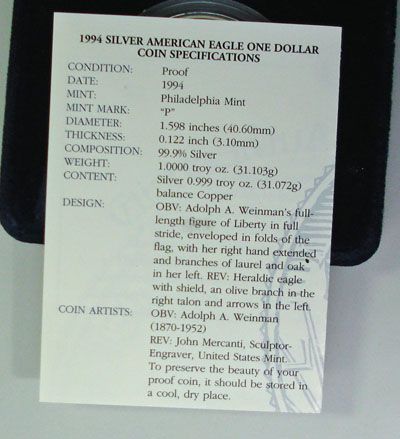 1994 SILVER AMERICAN EAGLE ONE DOLLAR
COIN SPECIFICATIONS
CONDITION: Proof
DATE: 1994
MINT: Philadelphia Mint
MINT MARK: "P"
DIAMETER: 1.598 inches (40.60mm)
THICKNESS: 0.122 inch (3.10mm)
COMPOSITION: 99.9% Silver
WEIGHT: 1.0000 troy oz. (31.103g)
CONTENT: Silver 0.999 troy oz. (31.072g)
balance Copper
DESIGN: OBV: Adolph A. Weinman's full-
length figure of Liberty in full
stride, enveloped in folds of the
flag, with her right hand extended
and branches of laurel and oak
in her left. REV: Heraldic eagle
with shield, an olive branch in the
right talon and arrows in the left.
COIN ARTISTS: OBV: Adolph A. Weinman
(1870-1952)
REV: John Mercanti, Sculptor-
Engraver, United States Mint.
To preserve the beauty of your
proof coin, it should be stored in
a cool, dry place.